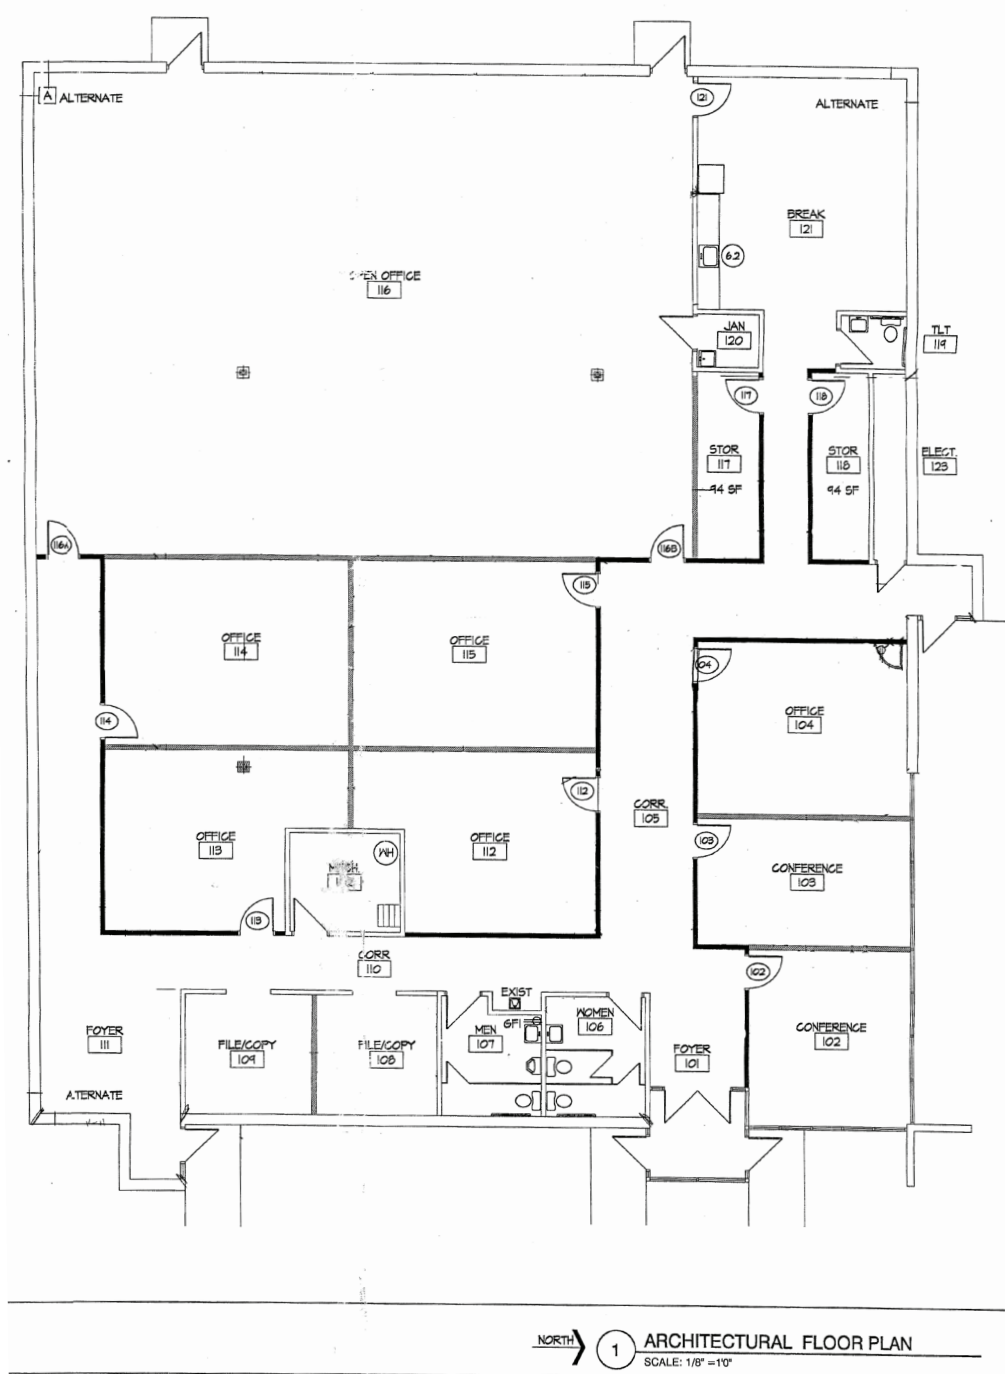 A ALTERNATE
121
ALTERNATE
BREAK
121
6.2
OPEN OFFICE
116
JAN
120
TLT
119
117
118
STOR
117
94 SF
STOR
118
94 SF
ELECT.
123
116A
116B
115
OFFICE
114
OFFICE
115
104
OFFICE
104
114
112
CORR.
105
OFFICE
113
WH
OFFICE
112
103
CONFERENCE
103
MECH.
113
CORR
110
102
EXIST
GFI
FOYER
111
FILE/COPY
109
FILE/COPY
108
MEN
107
WOMEN
106
FOYER
101
CONFERENCE
102
ALTERNATE
NORTH
1
ARCHITECTURAL FLOOR PLAN
SCALE: 1/8" =1'0"